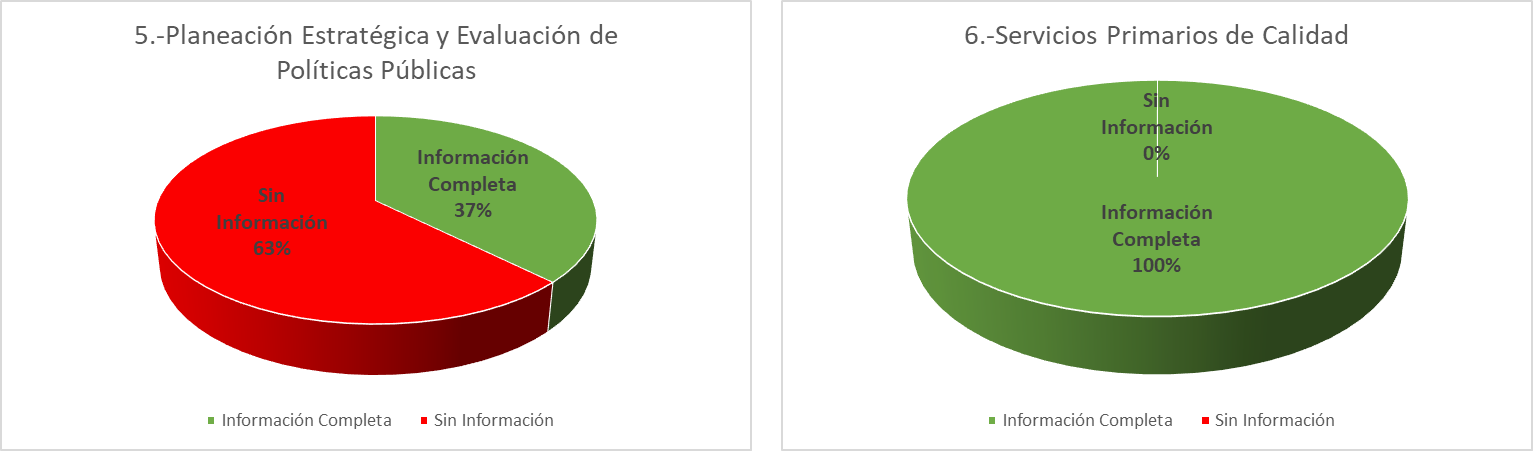 5.-Planeación Estratégica y Evaluación de
Políticas Públicas
Información
Completa
37%
Sin
Información
63%
Información Completa
Sin Información
6.-Servicios Primarios de Calidad
Sin
Información
0%
Información
Completa
100%
Información Completa
Sin Información